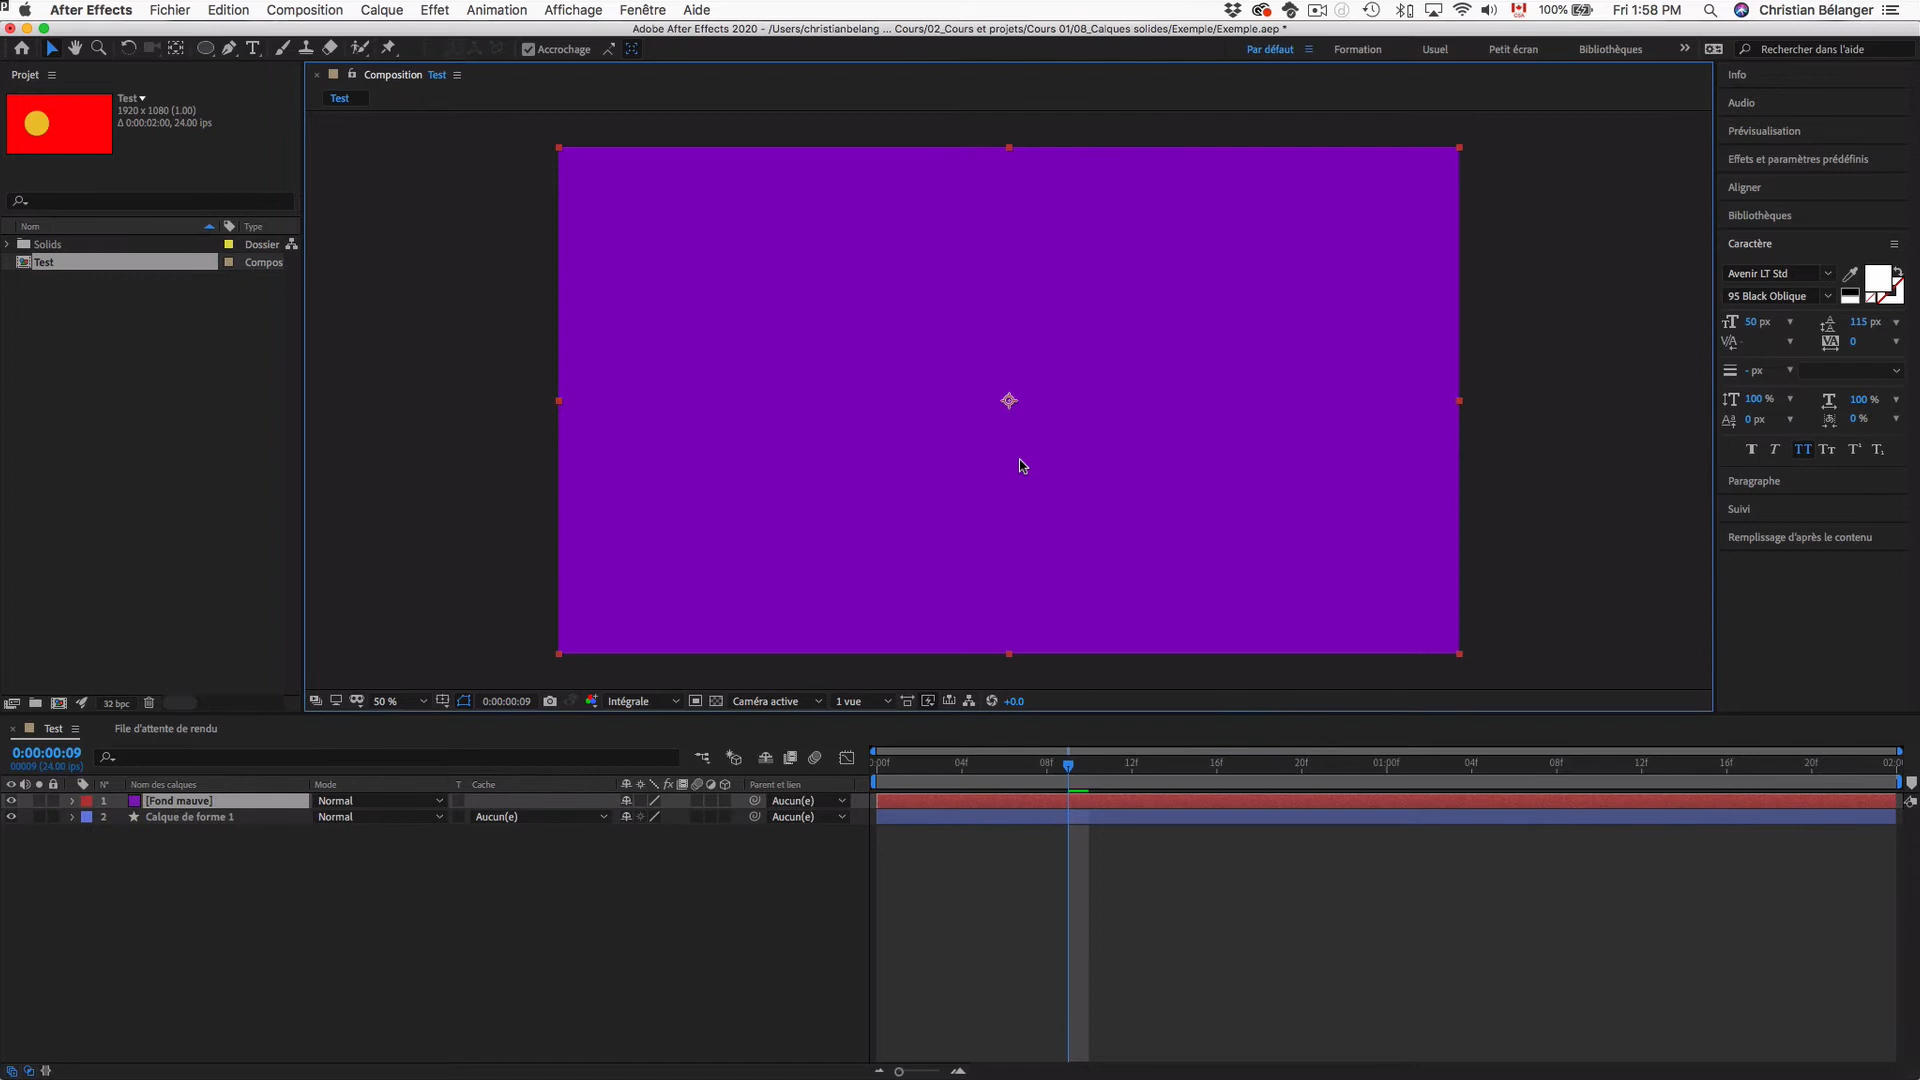 After Effects Fichier Edition Composition Calque Effet Animation Affichage Fenêtre Aide 100% Fri 1:58 PM Christian Bélanger
Adobe After Effects 2020 - /Users/christianbelang ... Cours/02_Cours et projets/Cours 01/08_Calques solides/Exemple/Exemple.aep *
Accrochage Par défaut Formation Usuel Petit écran Bibliothèques Rechercher dans l'aide
Projet
Composition Test
Test
Test
1920 x 1080 (1.00)
Δ 0:00:02:00, 24.00 ips
Nom Type
Solids Dossier
Test Compos
Info
Audio
Prévisualisation
Effets et paramètres prédéfinis
Aligner
Bibliothèques
Caractère
Avenir LT Std
95 Black Oblique
50 px 115 px
- 0
- px
100 % 100 %
0 px 0 %
Paragraphe
Suivi
Remplissage d'après le contenu
32 bpc
50 % 0:00:00:09 Intégrale Caméra active 1 vue +0.0
Test File d'attente de rendu
0:00:00:09
00009 (24.00 ips)
0:00f 04f 08f 12f 16f 20f 01:00f 04f 08f 12f 16f 20f 02:0
N° Nom des calques Mode T Cache Parent et lien
1 [Fond mauve] Normal Aucun(e)
2 Calque de forme 1 Normal Aucun(e) Aucun(e)